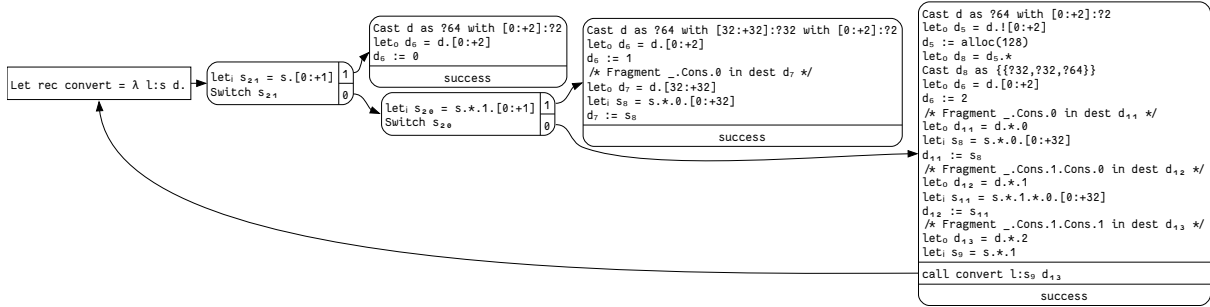 Let rec convert = λ l:s d.
letᵢ s₂₁ = s.[0:+1]
Switch s₂₁
1
0
Cast d as ?64 with [0:+2]:?2
letₒ d₆ = d.[0:+2]
d₆ := 0
success
letᵢ s₂₀ = s.*.1.[0:+1]
Switch s₂₀
1
0
Cast d as ?64 with [32:+32]:?32 with [0:+2]:?2
letₒ d₆ = d.[0:+2]
d₆ := 1
/* Fragment _.Cons.0 in dest d₇ */
letₒ d₇ = d.[32:+32]
letᵢ s₈ = s.*.0.[0:+32]
d₇ := s₈
success
Cast d as ?64 with [0:+2]:?2
letₒ d₅ = d.![0:+2]
d₅ := alloc(128)
letₒ d₈ = d₅.*
Cast d₈ as {{?32,?32,?64}}
letₒ d₆ = d.[0:+2]
d₆ := 2
/* Fragment _.Cons.0 in dest d₁₁ */
letₒ d₁₁ = d.*.0
letᵢ s₈ = s.*.0.[0:+32]
d₁₁ := s₈
/* Fragment _.Cons.1.Cons.0 in dest d₁₂ */
letₒ d₁₂ = d.*.1
letᵢ s₁₁ = s.*.1.*.0.[0:+32]
d₁₂ := s₁₁
/* Fragment _.Cons.1.Cons.1 in dest d₁₃ */
letₒ d₁₃ = d.*.2
letᵢ s₉ = s.*.1
call convert l:s₉ d₁₃
success